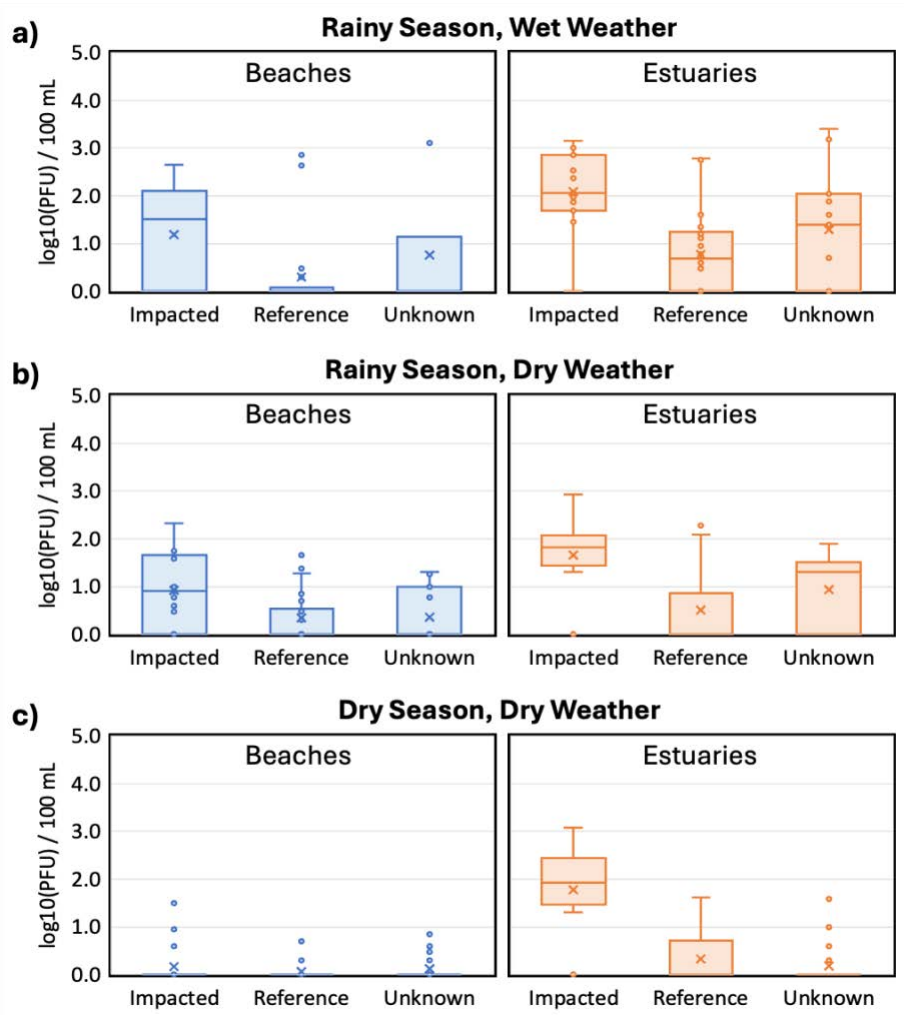 a)
Rainy Season, Wet Weather
Beaches
Estuaries
log10(PFU) / 100 mL
5.0
4.0
3.0
2.0
1.0
0.0
Impacted Reference Unknown
Impacted Reference Unknown
b)
Rainy Season, Dry Weather
Beaches
Estuaries
log10(PFU) / 100 mL
5.0
4.0
3.0
2.0
1.0
0.0
Impacted Reference Unknown
Impacted Reference Unknown
c)
Dry Season, Dry Weather
Beaches
Estuaries
log10(PFU) / 100 mL
5.0
4.0
3.0
2.0
1.0
0.0
Impacted Reference Unknown
Impacted Reference Unknown